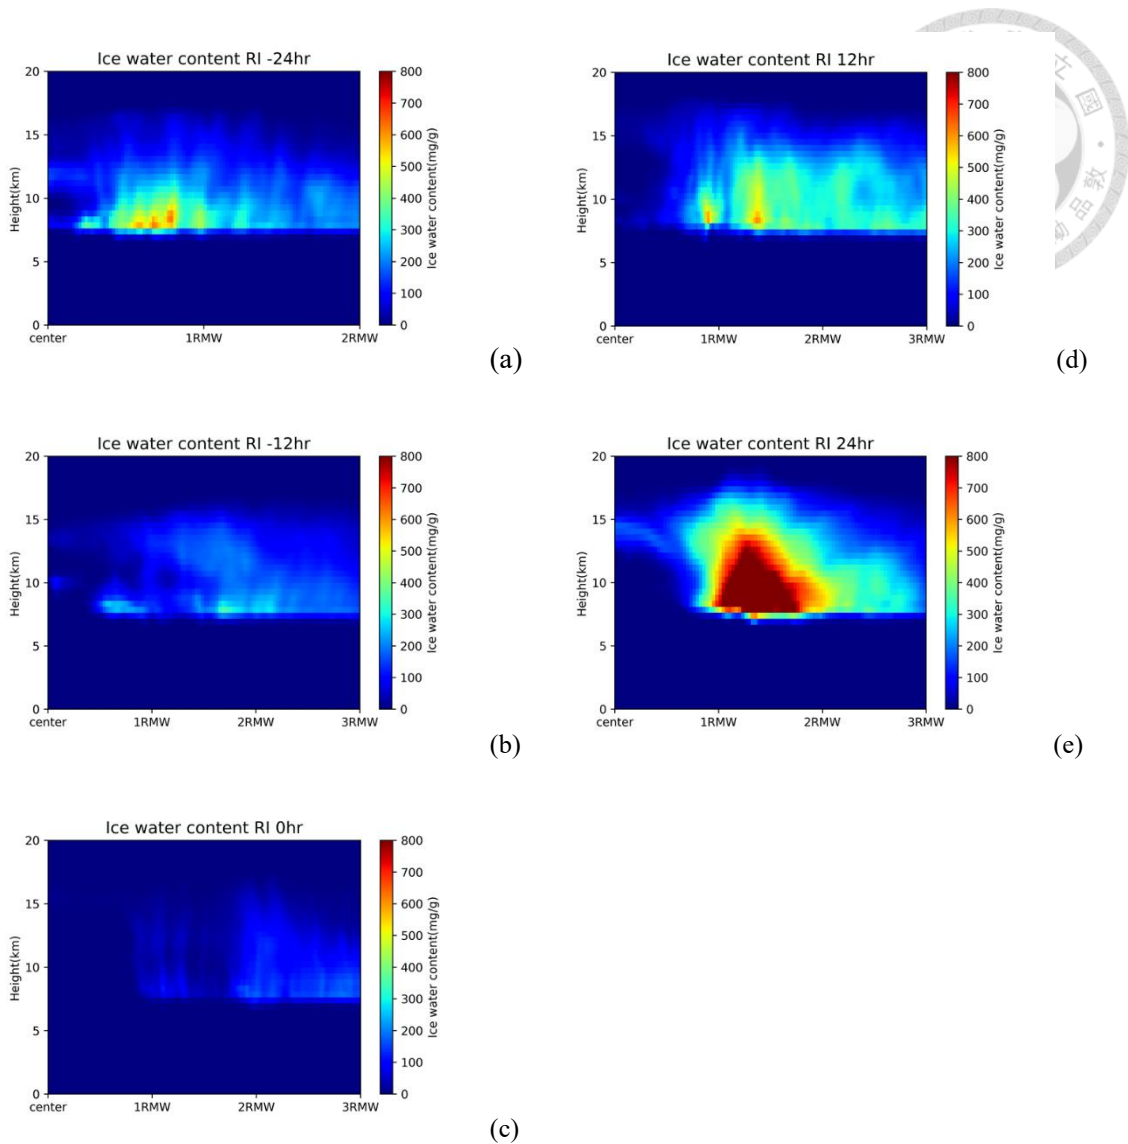 Ice water content RI -24hr
20
15
10
5
0
Height(km)
center
1RMW
2RMW
800
700
600
500
400
300
200
100
0
Ice water content(mg/g)
(a)
Ice water content RI 12hr
20
15
10
5
0
Height(km)
center
1RMW
2RMW
3RMW
800
700
600
500
400
300
200
100
0
Ice water content(mg/g)
(d)
Ice water content RI -12hr
20
15
10
5
0
Height(km)
center
1RMW
2RMW
3RMW
800
700
600
500
400
300
200
100
0
Ice water content(mg/g)
(b)
Ice water content RI 24hr
20
15
10
5
0
Height(km)
center
1RMW
2RMW
3RMW
800
700
600
500
400
300
200
100
0
Ice water content(mg/g)
(e)
Ice water content RI 0hr
20
15
10
5
0
Height(km)
center
1RMW
2RMW
3RMW
800
700
600
500
400
300
200
100
0
Ice water content(mg/g)
(c)
立
國
敦
品